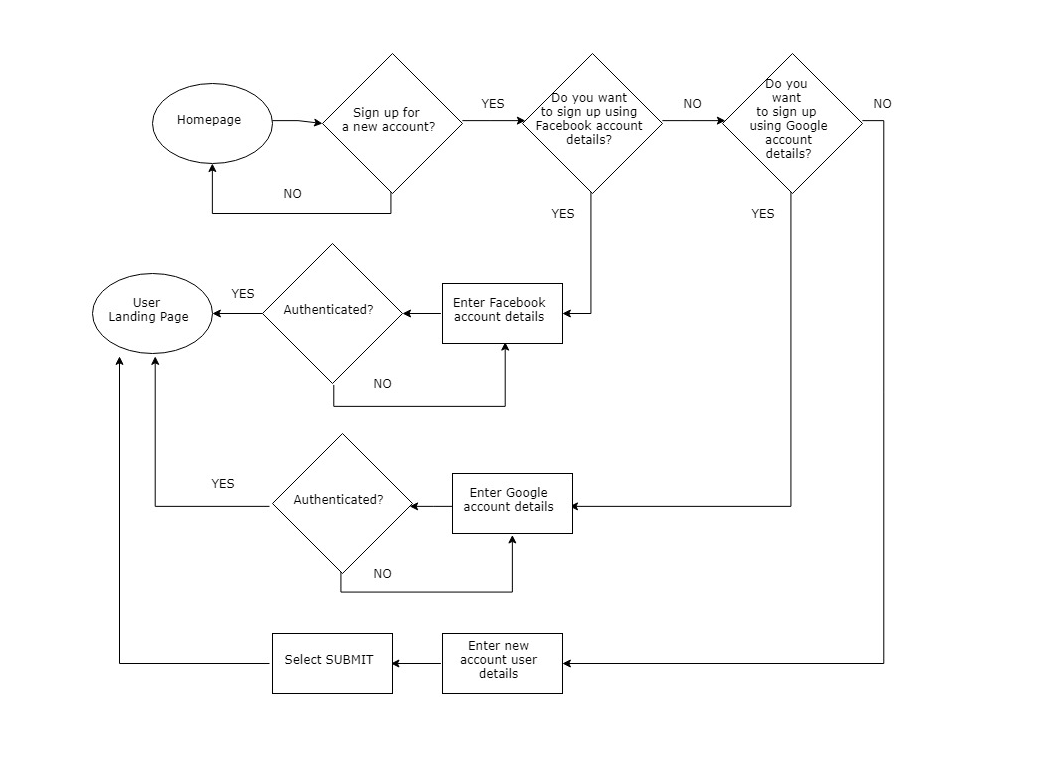 Homepage
Sign up for
a new account?
YES
Do you want
to sign up using
Facebook account
details?
NO
Do you
want
to sign up
using Google
account
details?
NO
NO
YES
YES
User
Landing Page
YES
Authenticated?
Enter Facebook
account details
NO
YES
Authenticated?
Enter Google
account details
NO
Select SUBMIT
Enter new
account user
details